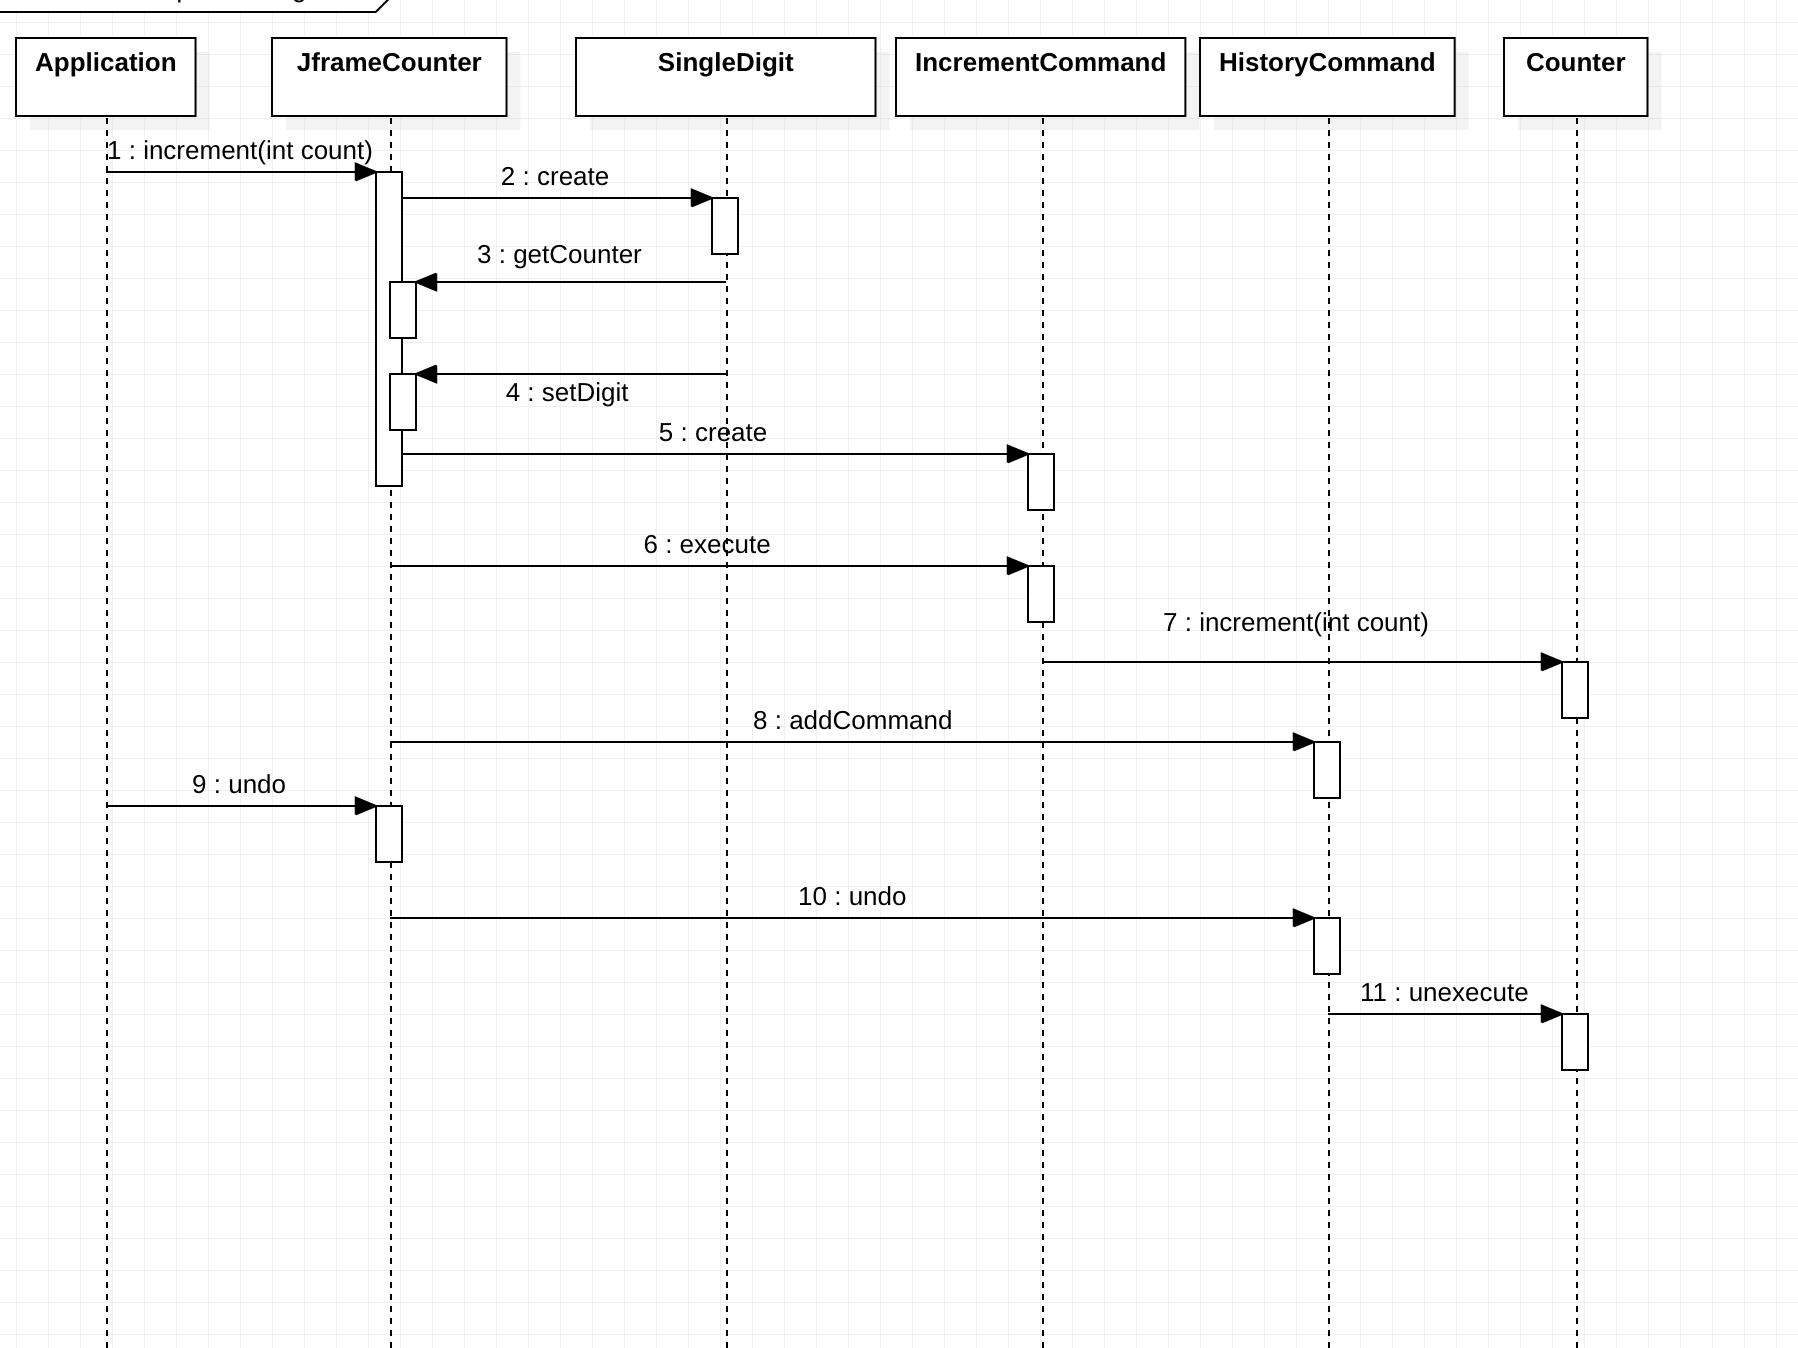 Application
JframeCounter
SingleDigit
IncrementCommand
HistoryCommand
Counter
1 : increment(int count)
2 : create
3 : getCounter
4 : setDigit
5 : create
6 : execute
7 : increment(int count)
8 : addCommand
9 : undo
10 : undo
11 : unexecute